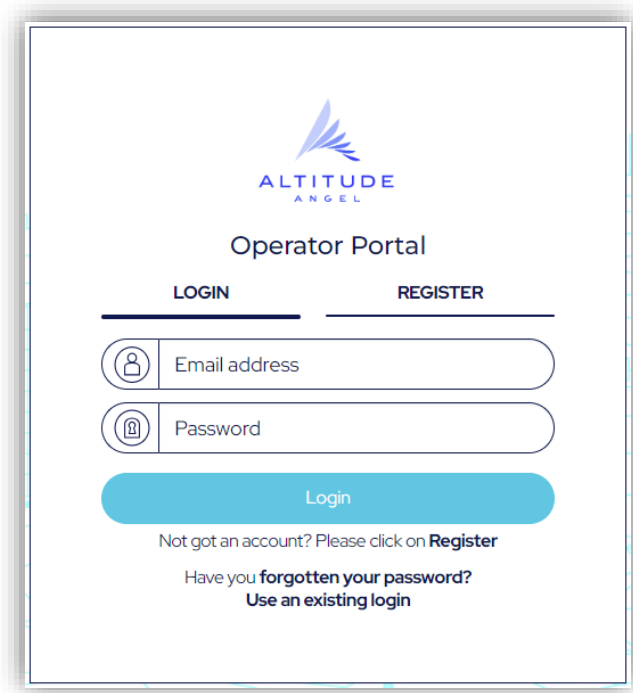 ALTITUDE
ANGEL
Operator Portal
LOGIN REGISTER
Email address
Password
Login
Not got an account? Please click on Register
Have you forgotten your password?
Use an existing login